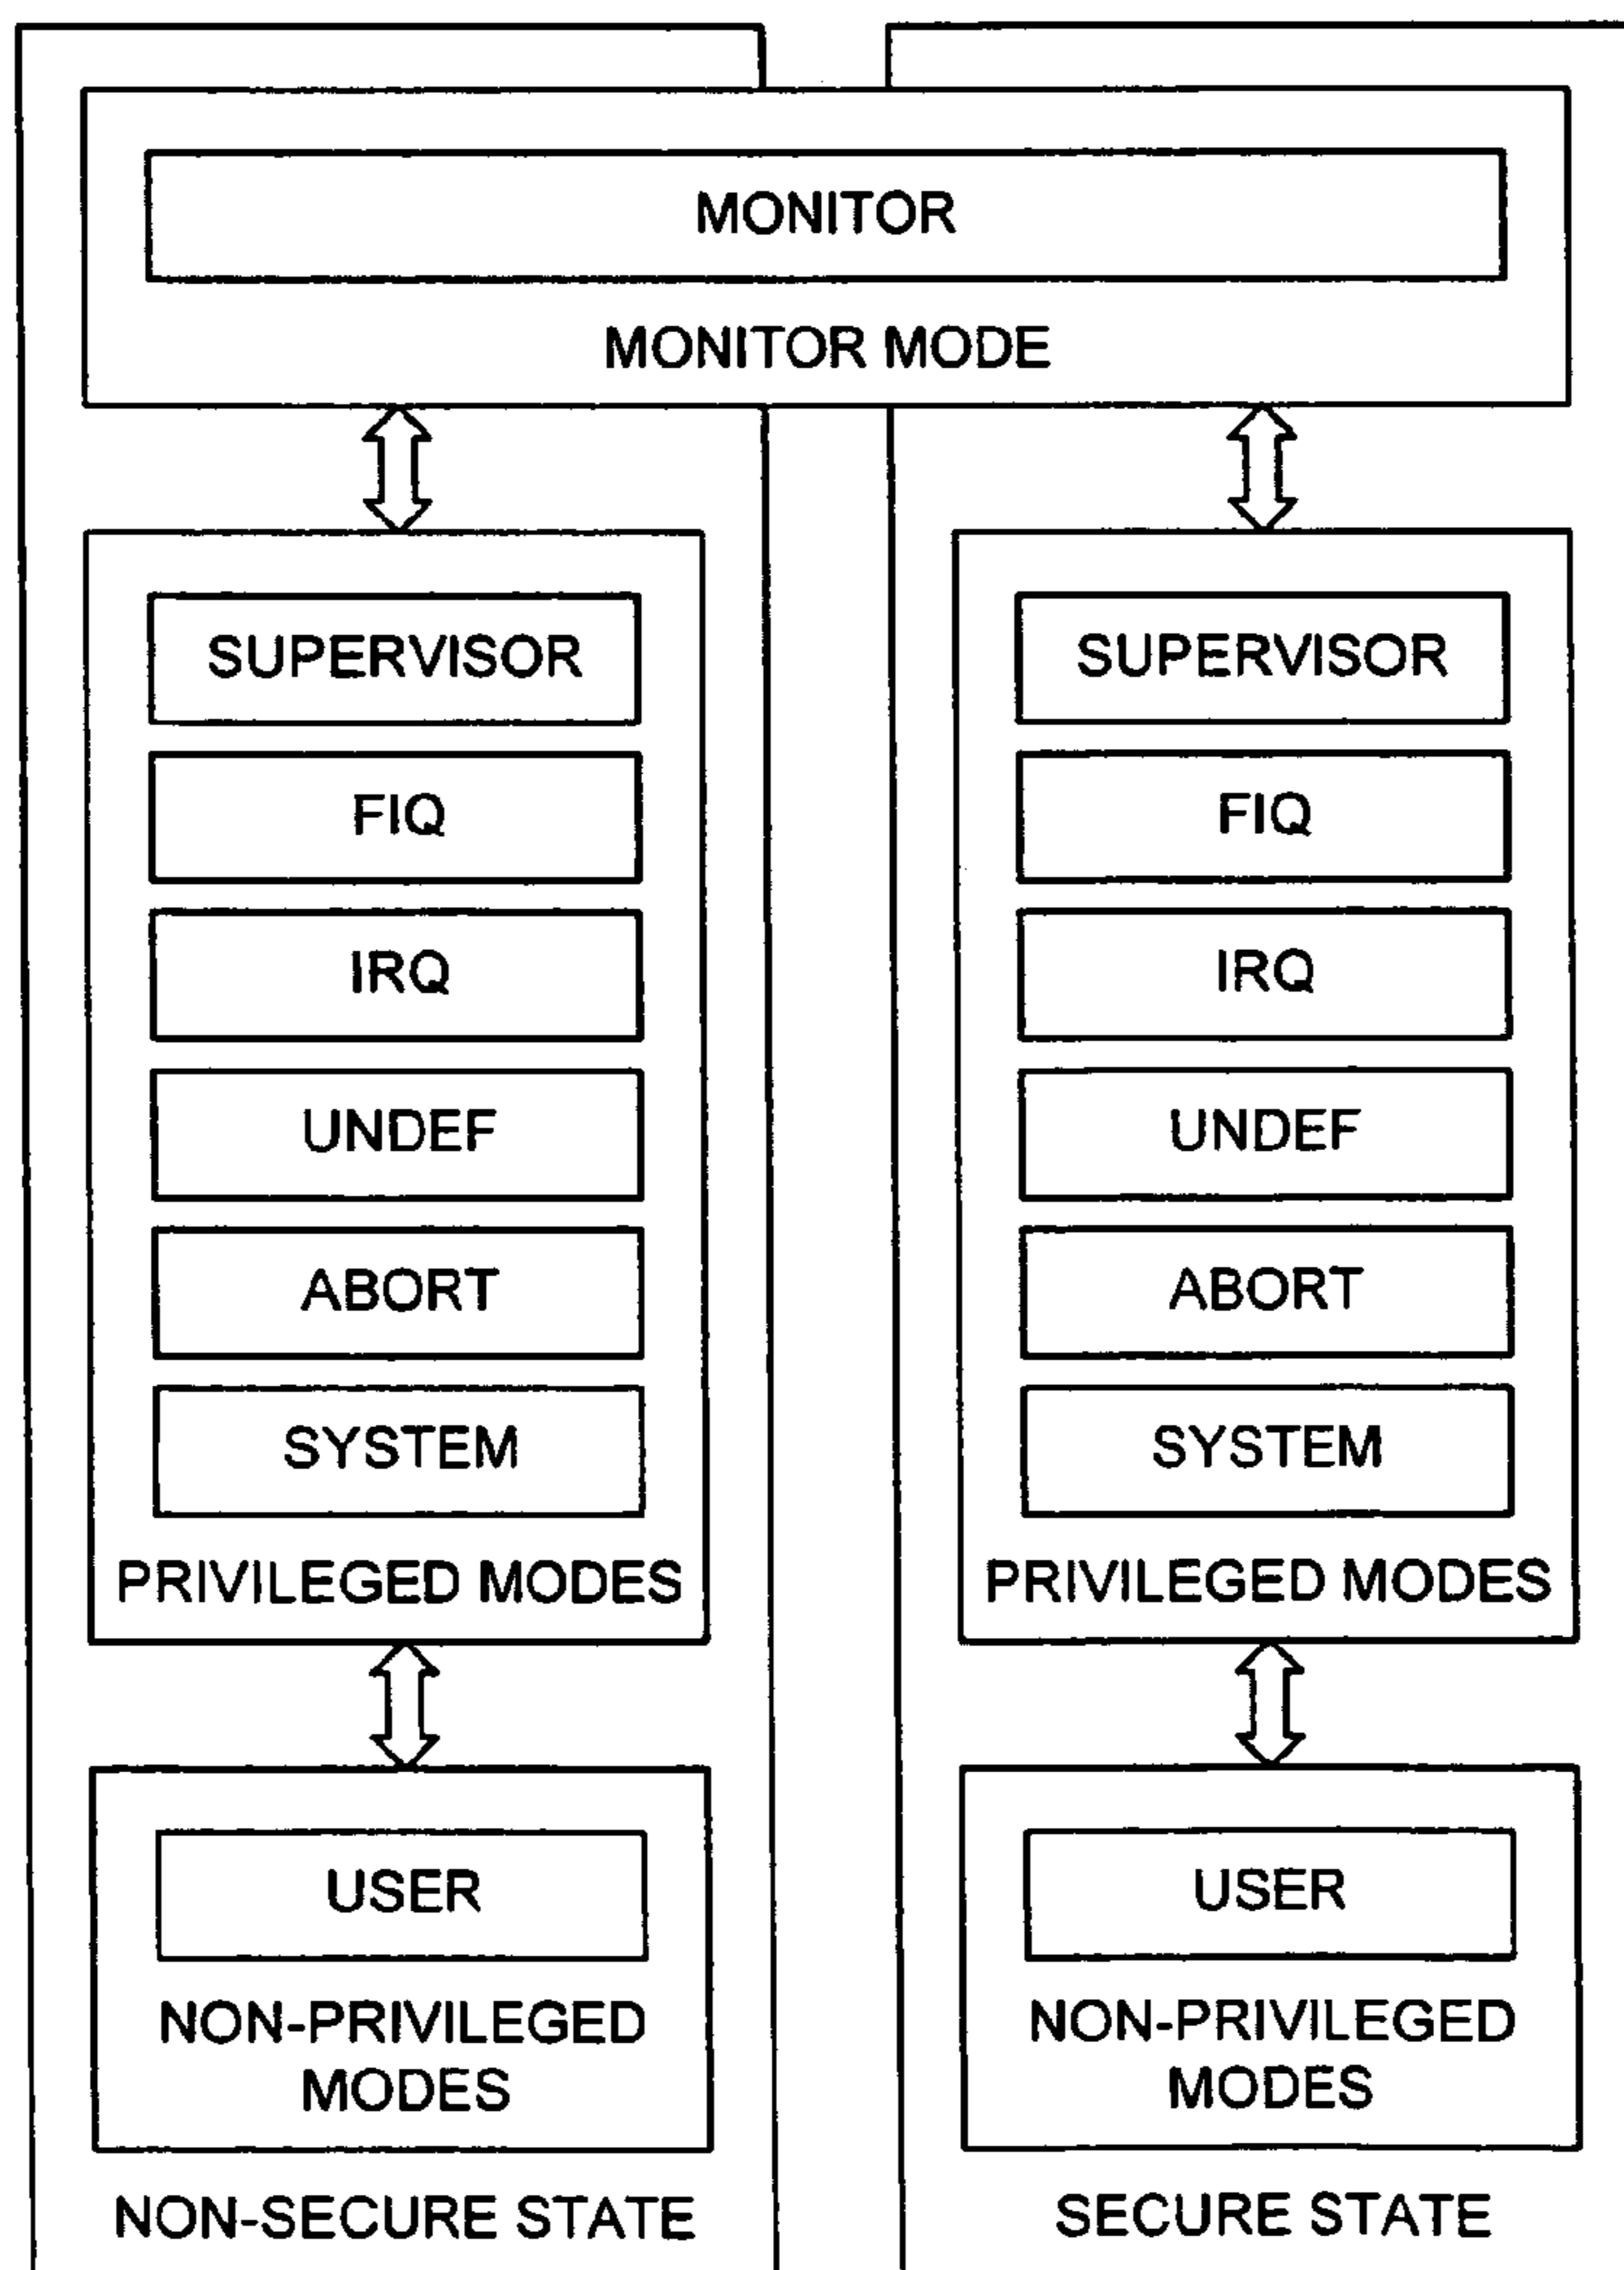 MONITOR
MONITOR MODE
SUPERVISOR
FIQ
IRQ
UNDEF
ABORT
SYSTEM
PRIVILEGED MODES
USER
NON-PRIVILEGED
MODES
NON-SECURE STATE
SUPERVISOR
FIQ
IRQ
UNDEF
ABORT
SYSTEM
PRIVILEGED MODES
USER
NON-PRIVILEGED
MODES
SECURE STATE